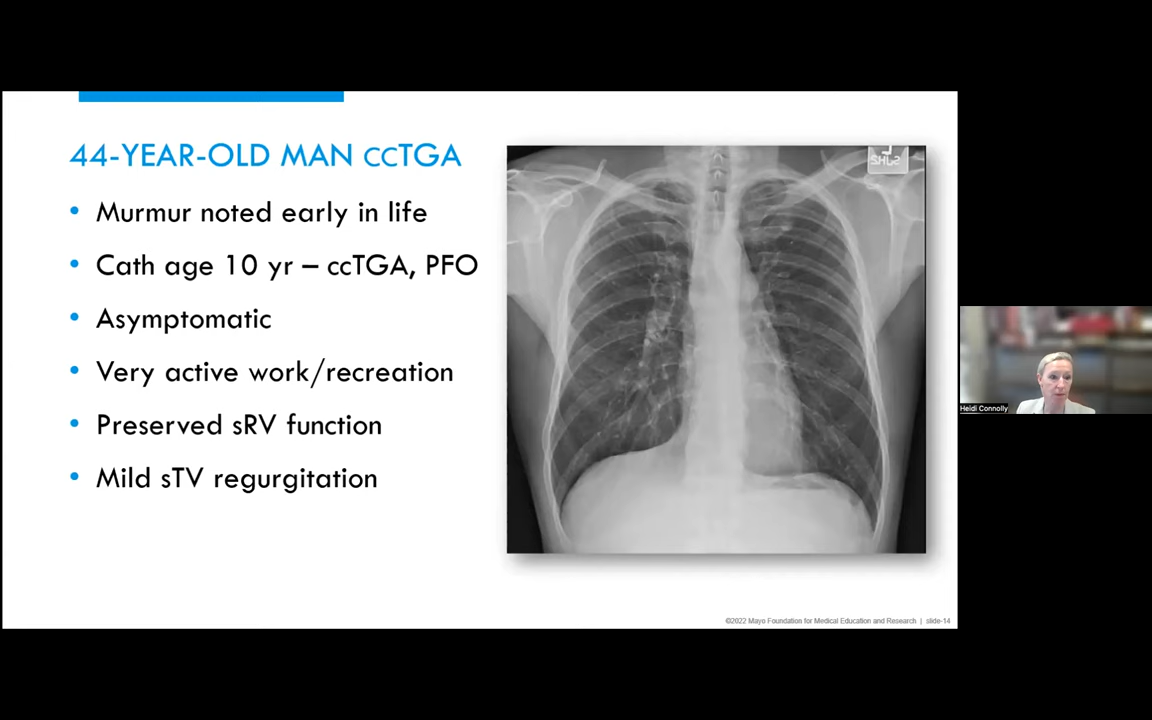 44-YEAR-OLD MAN CCTGA
• Murmur noted early in life
• Cath age 10 yr – ccTGA, PFO
• Asymptomatic
• Very active work/recreation
• Preserved sRV function
• Mild sTV regurgitation
L
©2022 Mayo Foundation for Medical Education and Research | slide-14
Heidi Connolly